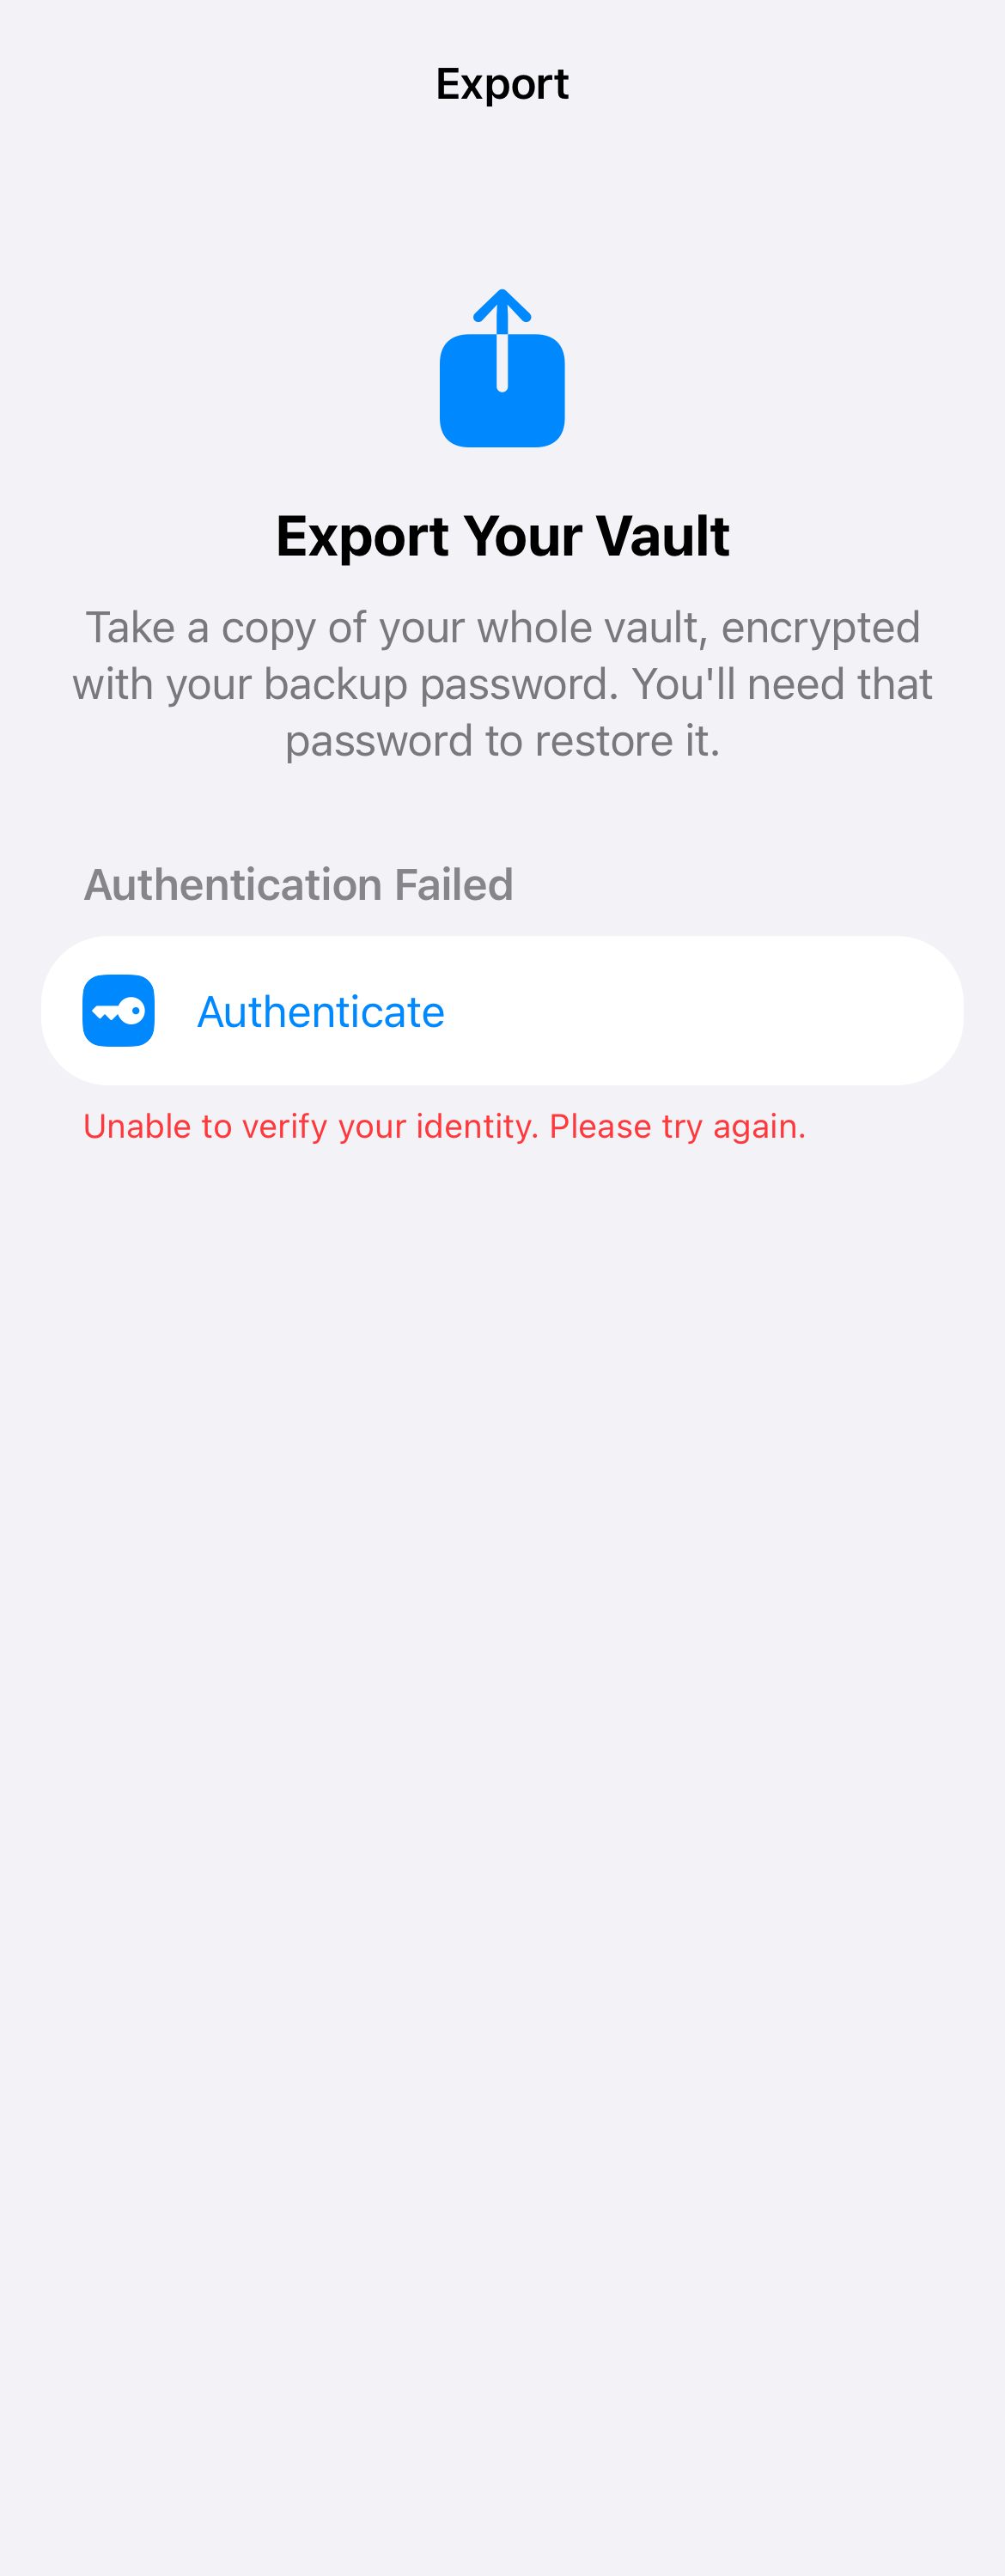 Export
Export Your Vault
Take a copy of your whole vault, encrypted
with your backup password. You'll need that
password to restore it.
Authentication Failed
Authenticate
Unable to verify your identity. Please try again.